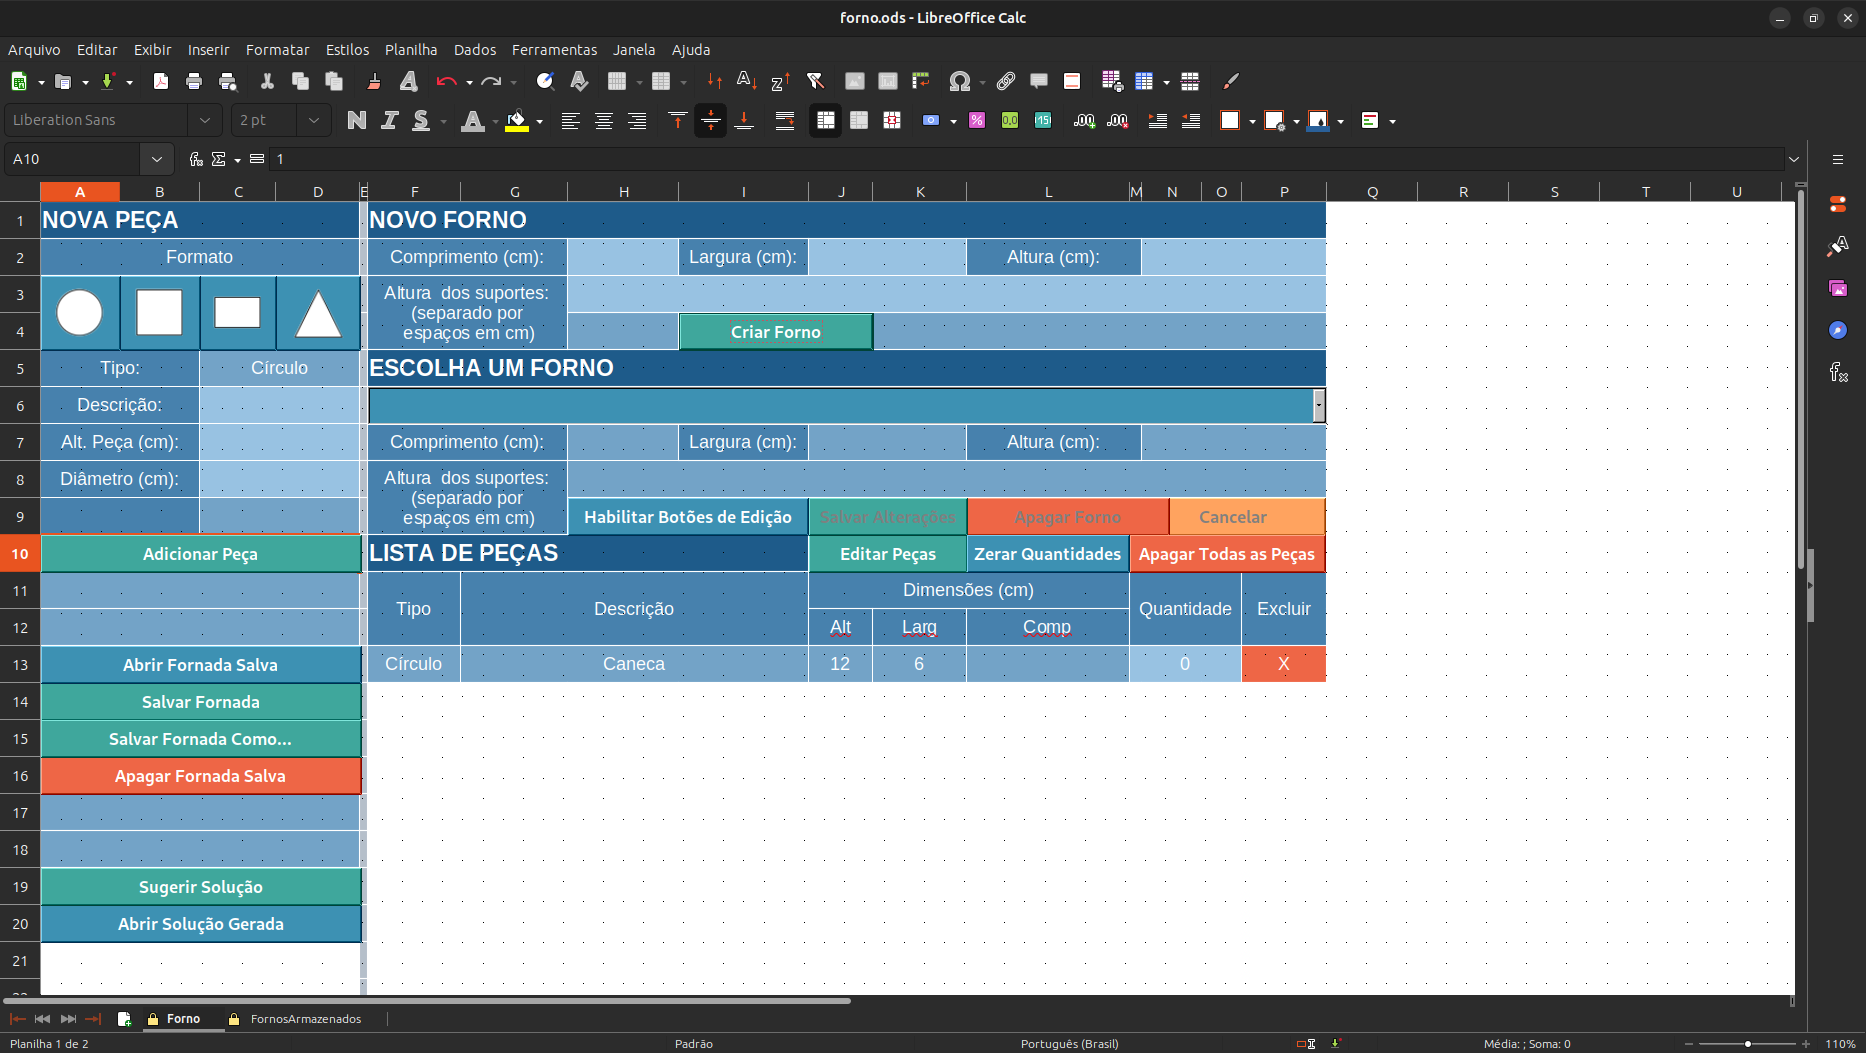 forno.ods - LibreOffice Calc
Arquivo Editar Exibir Inserir Formatar Estilos Planilha Dados Ferramentas Janela Ajuda
Liberation Sans 2 pt
A10 1
A B C D E F G H I J K L M N O P Q R S T U
1 NOVA PEÇA NOVO FORNO
2 Formato Comprimento (cm): Largura (cm): Altura (cm):
3 Altura dos suportes:
(separado por
4 espaços em cm) Criar Forno
5 Tipo: Círculo ESCOLHA UM FORNO
6 Descrição:
7 Alt. Peça (cm): Comprimento (cm): Largura (cm): Altura (cm):
8 Diâmetro (cm): Altura dos suportes:
(separado por
9 espaços em cm) Habilitar Botões de Edição Salvar Alterações Apagar Forno Cancelar
10 Adicionar Peça LISTA DE PEÇAS Editar Peças Zerar Quantidades Apagar Todas as Peças
11 Dimensões (cm)
Tipo Descrição Quantidade Excluir
12 Alt Larg Comp
13 Abrir Fornada Salva Círculo Caneca 12 6 0 X
14 Salvar Fornada
15 Salvar Fornada Como...
16 Apagar Fornada Salva
17
18
19 Sugerir Solução
20 Abrir Solução Gerada
21
Forno FornosArmazenados
Planilha 1 de 2 Padrão Português (Brasil) Média: ; Soma: 0 110%